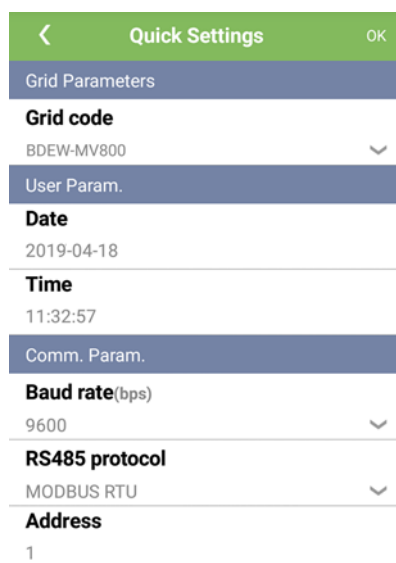 Quick Settings OK
Grid Parameters
Grid code
BDEW-MV800
User Param.
Date
2019-04-18
Time
11:32:57
Comm. Param.
Baud rate(bps)
9600
RS485 protocol
MODBUS RTU
Address
1